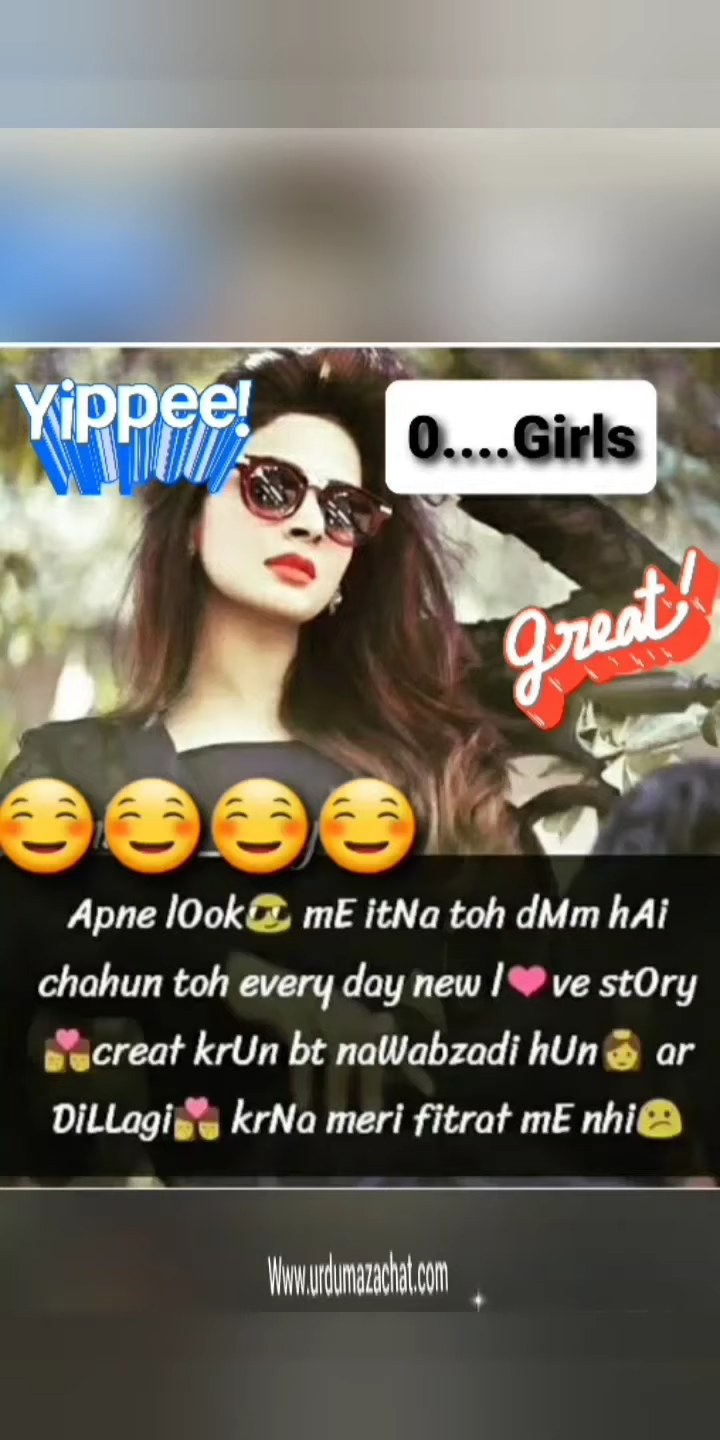 Yippee!
0....Girls
great!
Apne lOok😎 mE itNa toh dMm hAi
chahun toh every day new l❤ve stOry
💏creat krUn bt naWabzadi hUn👸 ar
DiLLagi💏 krNa meri fitrat mE nhi😕
Www.urdumazachat.com